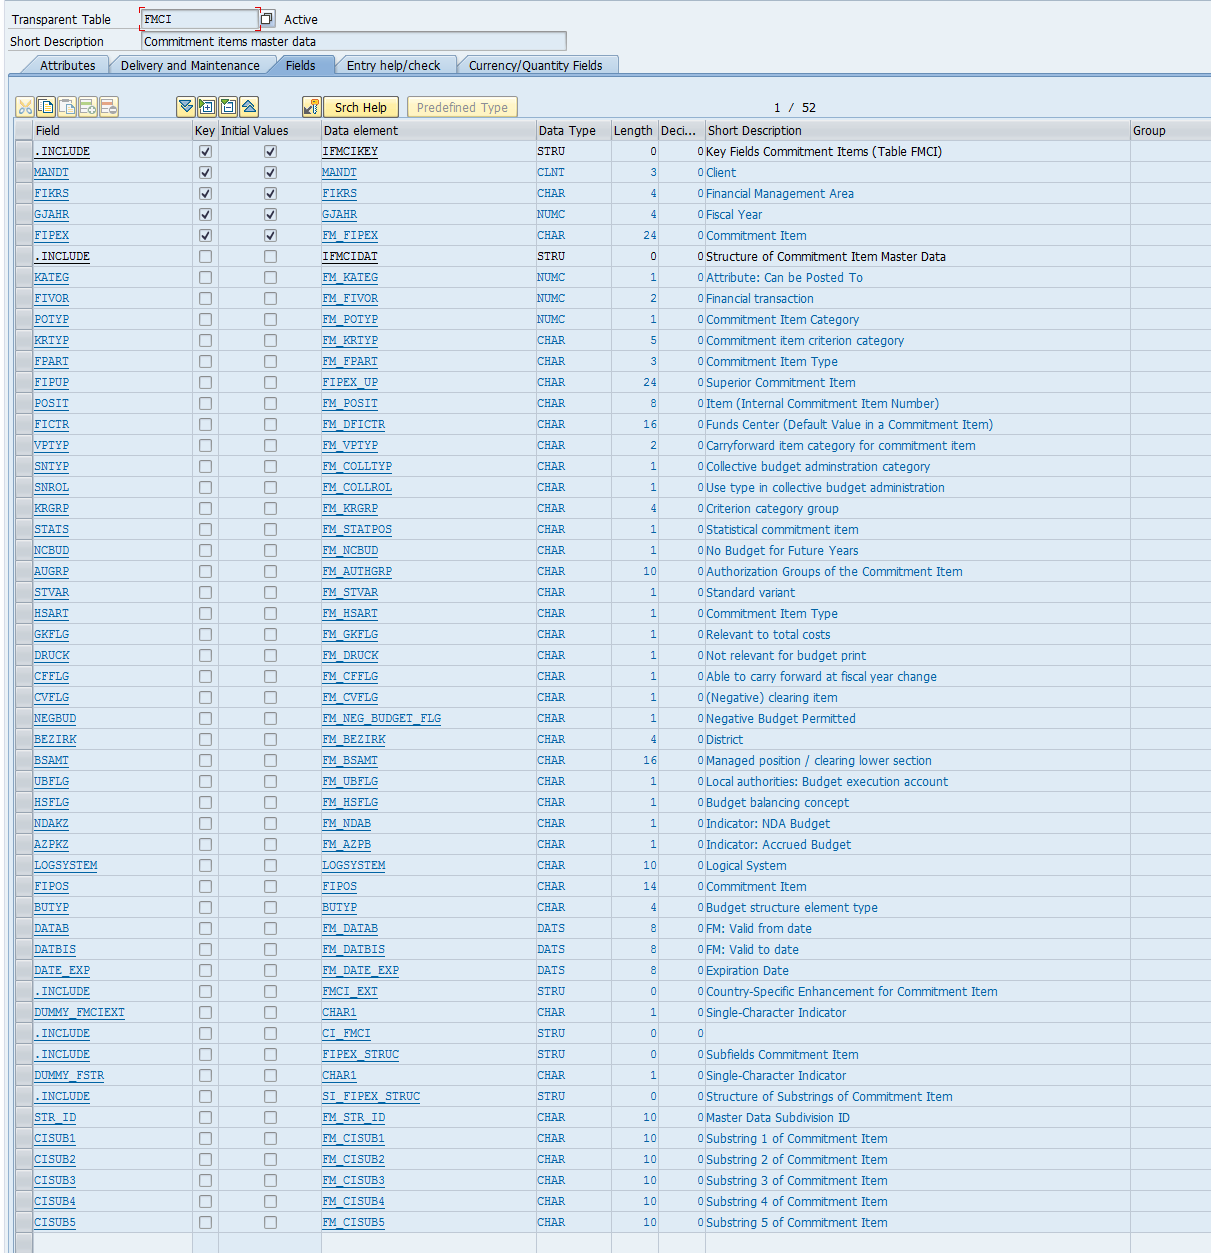 Transparent Table FMCI Active
Short Description Commitment items master data
Attributes Delivery and Maintenance Fields Entry help/check Currency/Quantity Fields
Srch Help Predefined Type 1 / 52
Field Key Initial Values Data element Data Type Length Deci... Short Description Group
.INCLUDE IFMCIKEY STRU 0 0 Key Fields Commitment Items (Table FMCI)
MANDT MANDT CLNT 3 0 Client
FIKRS FIKRS CHAR 4 0 Financial Management Area
GJAHR GJAHR NUMC 4 0 Fiscal Year
FIPEX FM_FIPEX CHAR 24 0 Commitment Item
.INCLUDE IFMCIDAT STRU 0 0 Structure of Commitment Item Master Data
KATEG FM_KATEG NUMC 1 0 Attribute: Can be Posted To
FIVOR FM_FIVOR NUMC 2 0 Financial transaction
POTYP FM_POTYP NUMC 1 0 Commitment Item Category
KRTYP FM_KRTYP CHAR 5 0 Commitment item criterion category
FPART FM_FPART CHAR 3 0 Commitment Item Type
FIPUP FIPEX_UP CHAR 24 0 Superior Commitment Item
POSIT FM_POSIT CHAR 8 0 Item (Internal Commitment Item Number)
FICTR FM_DFICTR CHAR 16 0 Funds Center (Default Value in a Commitment Item)
VPTYP FM_VPTYP CHAR 2 0 Carryforward item category for commitment item
SNTYP FM_COLLTYP CHAR 1 0 Collective budget adminstration category
SNROL FM_COLLROL CHAR 1 0 Use type in collective budget administration
KRGRP FM_KRGRP CHAR 4 0 Criterion category group
STATS FM_STATPOS CHAR 1 0 Statistical commitment item
NCBUD FM_NCBUD CHAR 1 0 No Budget for Future Years
AUGRP FM_AUTHGRP CHAR 10 0 Authorization Groups of the Commitment Item
STVAR FM_STVAR CHAR 1 0 Standard variant
HSART FM_HSART CHAR 1 0 Commitment Item Type
GKFLG FM_GKFLG CHAR 1 0 Relevant to total costs
DRUCK FM_DRUCK CHAR 1 0 Not relevant for budget print
CFFLG FM_CFFLG CHAR 1 0 Able to carry forward at fiscal year change
CVFLG FM_CVFLG CHAR 1 0 (Negative) clearing item
NEGBUD FM_NEG_BUDGET_FLG CHAR 1 0 Negative Budget Permitted
BEZIRK FM_BEZIRK CHAR 4 0 District
BSAMT FM_BSAMT CHAR 16 0 Managed position / clearing lower section
UBFLG FM_UBFLG CHAR 1 0 Local authorities: Budget execution account
HSFLG FM_HSFLG CHAR 1 0 Budget balancing concept
NDAKZ FM_NDAB CHAR 1 0 Indicator: NDA Budget
AZPKZ FM_AZPB CHAR 1 0 Indicator: Accrued Budget
LOGSYSTEM LOGSYSTEM CHAR 10 0 Logical System
FIPOS FIPOS CHAR 14 0 Commitment Item
BUTYP BUTYP CHAR 4 0 Budget structure element type
DATAB FM_DATAB DATS 8 0 FM: Valid from date
DATBIS FM_DATBIS DATS 8 0 FM: Valid to date
DATE_EXP FM_DATE_EXP DATS 8 0 Expiration Date
.INCLUDE FMCI_EXT STRU 0 0 Country-Specific Enhancement for Commitment Item
DUMMY_FMCIEXT CHAR1 CHAR 1 0 Single-Character Indicator
.INCLUDE CI_FMCI STRU 0 0
.INCLUDE FIPEX_STRUC STRU 0 0 Subfields Commitment Item
DUMMY_FSTR CHAR1 CHAR 1 0 Single-Character Indicator
.INCLUDE SI_FIPEX_STRUC STRU 0 0 Structure of Substrings of Commitment Item
STR_ID FM_STR_ID CHAR 10 0 Master Data Subdivision ID
CISUB1 FM_CISUB1 CHAR 10 0 Substring 1 of Commitment Item
CISUB2 FM_CISUB2 CHAR 10 0 Substring 2 of Commitment Item
CISUB3 FM_CISUB3 CHAR 10 0 Substring 3 of Commitment Item
CISUB4 FM_CISUB4 CHAR 10 0 Substring 4 of Commitment Item
CISUB5 FM_CISUB5 CHAR 10 0 Substring 5 of Commitment Item